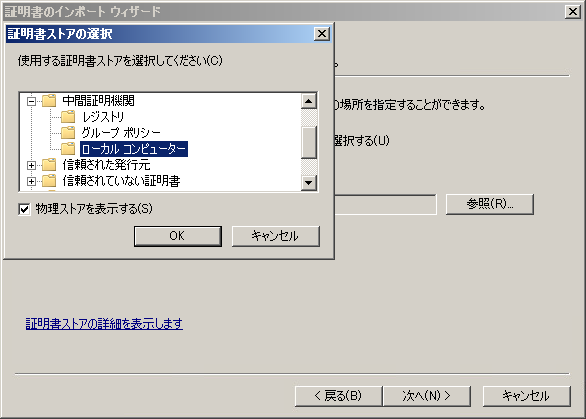 証明書のインポート ウィザード
証明書ストアの選択
使用する証明書ストアを選択してください(C)
中間証明機関
レジストリ
グループ ポリシー
ローカル コンピューター
信頼された発行元
信頼されていない証明書
物理ストアを表示する(S)
OK
キャンセル
。
の場所を指定することができます。
選択する(U)
参照(R)...
証明書ストアの詳細を表示します
< 戻る(B)
次へ(N) >
キャンセル